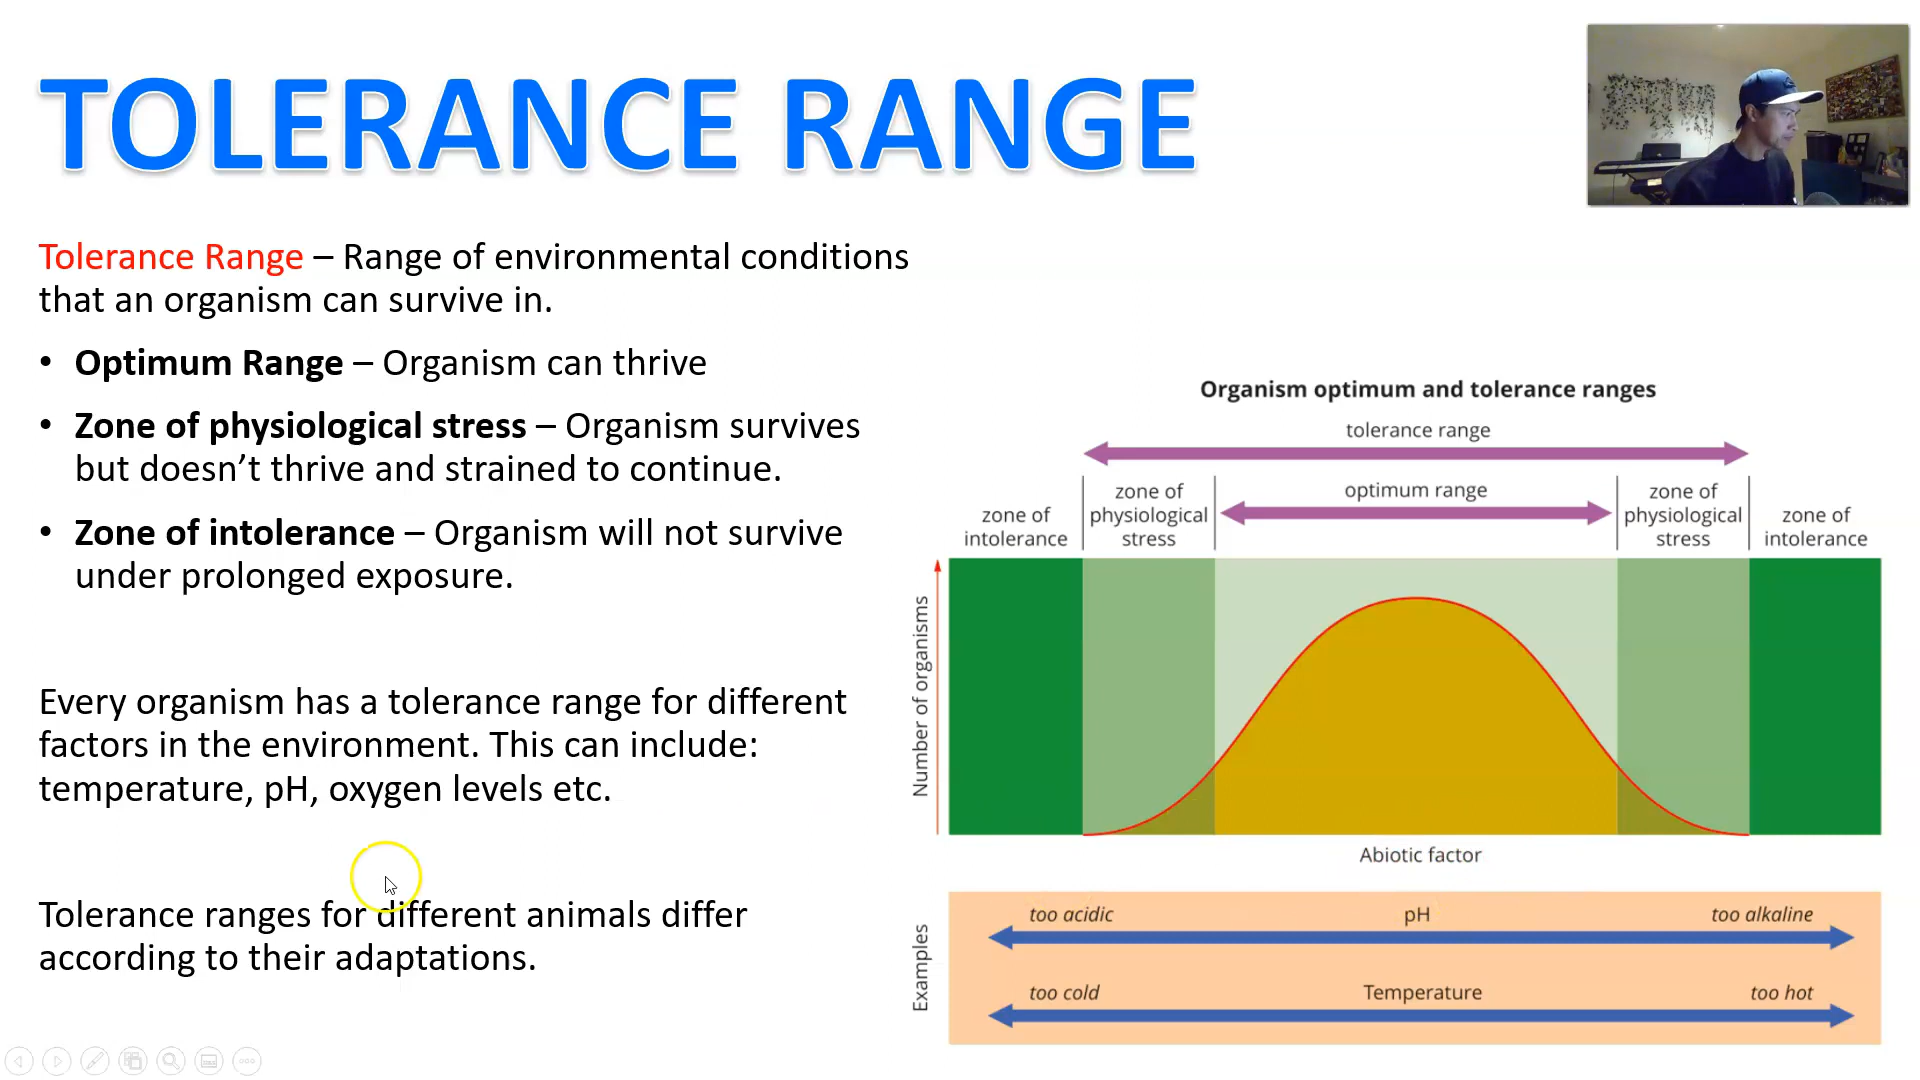 TOLERANCE RANGE
Tolerance Range – Range of environmental conditions
that an organism can survive in.
• Optimum Range – Organism can thrive
• Zone of physiological stress – Organism survives
but doesn’t thrive and strained to continue.
• Zone of intolerance – Organism will not survive
under prolonged exposure.
Every organism has a tolerance range for different
factors in the environment. This can include:
temperature, pH, oxygen levels etc.
Tolerance ranges for different animals differ
according to their adaptations.
Organism optimum and tolerance ranges
tolerance range
zone of
intolerance
zone of
physiological
stress
optimum range
zone of
physiological
stress
zone of
intolerance
Number of organisms
Abiotic factor
Examples
too acidic pH too alkaline
too cold Temperature too hot